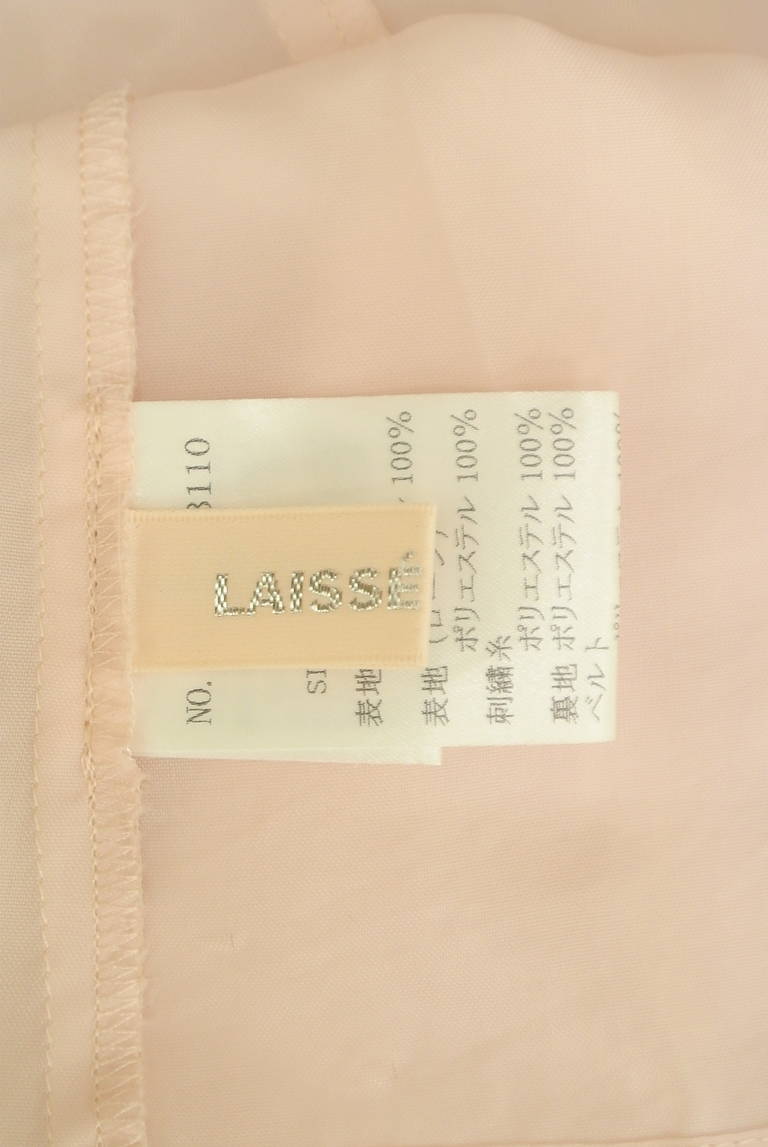 LAISSÉ
NO. 3110
SI
表地 100%
表地
ポリエステル 100%
刺繍糸
ポリエステル 100%
裏地 ポリエステル 100%
ベルト